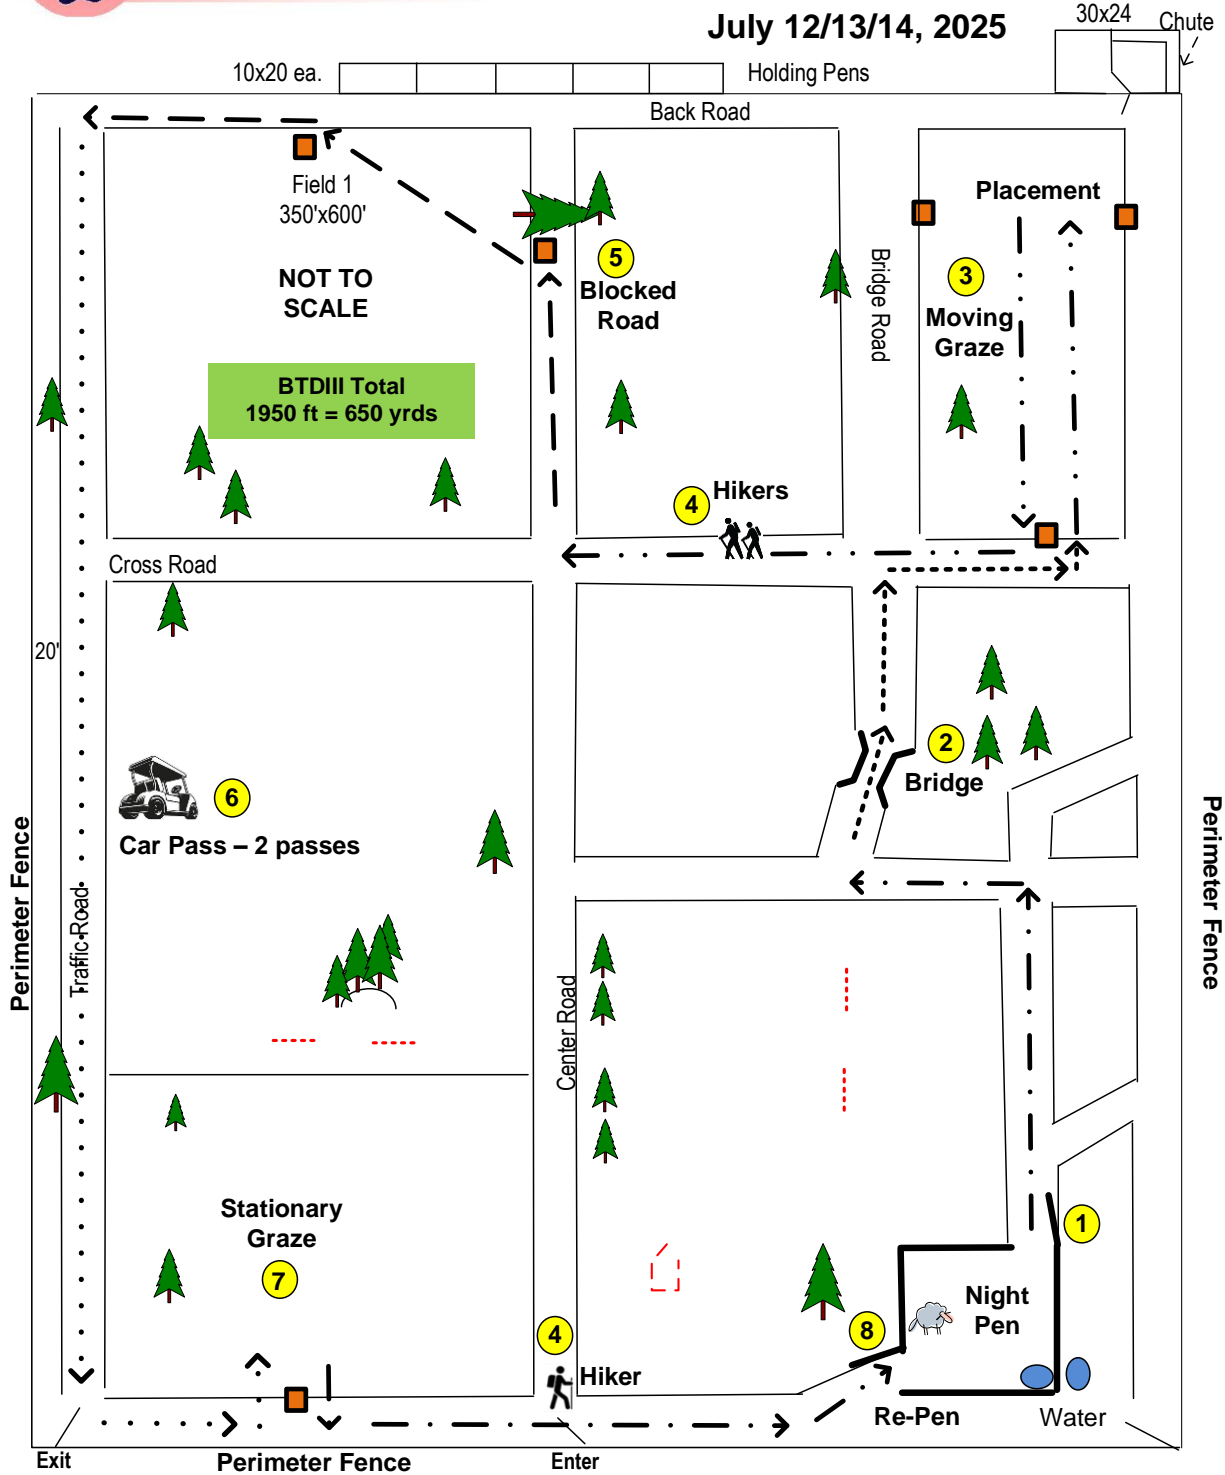 July 12/13/14, 2025
30x24
Chute
10x20 ea.
Holding Pens
Back Road
Field 1
350'x600'
Placement
NOT TO
SCALE
5
Blocked
Road
Bridge Road
3
Moving
Graze
BTDIII Total
1950 ft = 650 yrds
4
Hikers
Cross Road
20'
2
Bridge
6
Car Pass – 2 passes
Perimeter Fence
Traffic Road
Center Road
Perimeter Fence
Stationary
Graze
7
1
Night
Pen
8
4
Hiker
Re-Pen
Water
Exit
Perimeter Fence
Enter